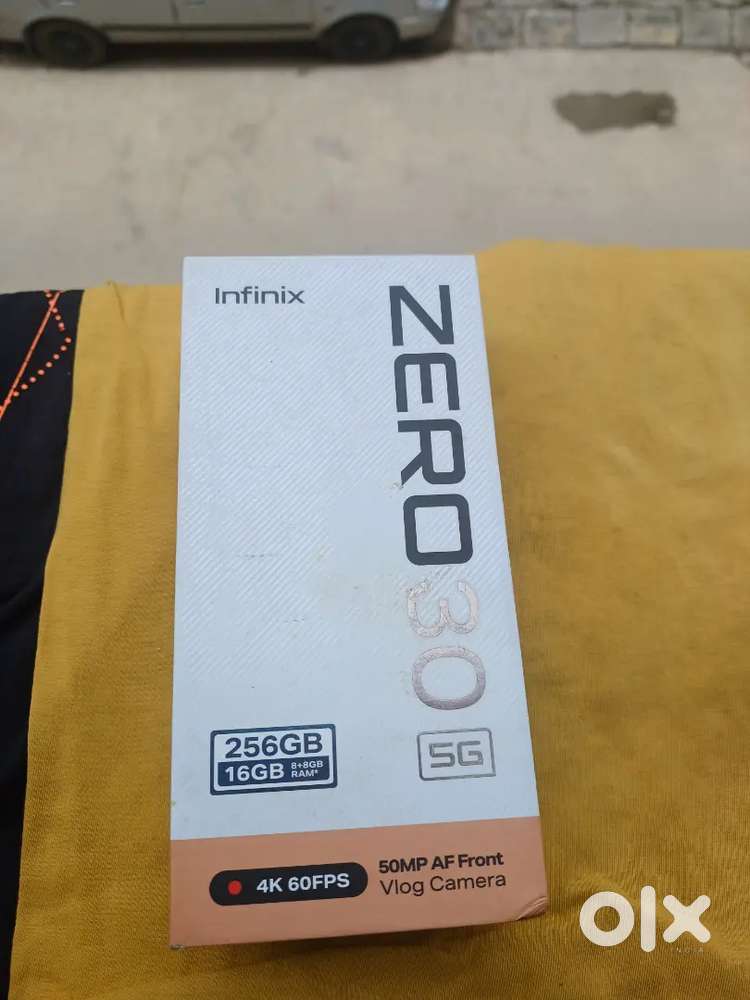 Infinix
ZERO 30
5G
256GB
16GB 8+8GB RAM*
4K 60FPS
50MP AF Front
Vlog Camera
olx